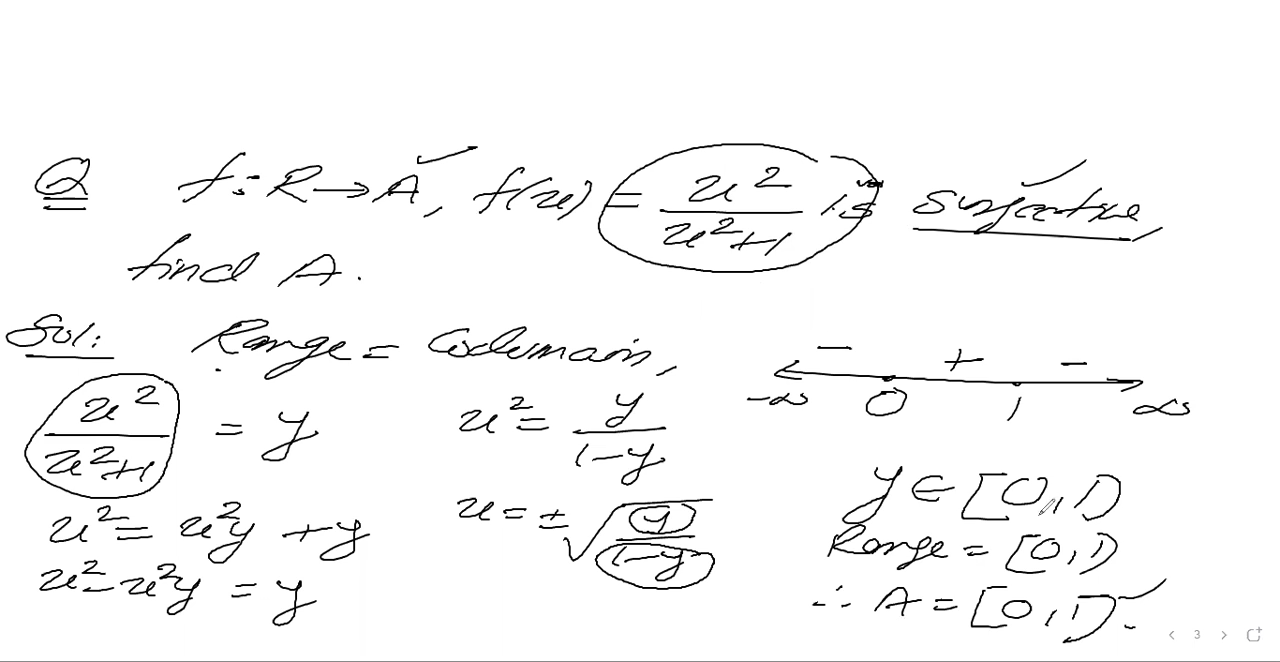 Q f: R → A, f(x) = x²/(x²+1) is surjective,
find A.
Sol: Range = Codomain,
x²/(x²+1) = y
x² = x²y + y
x² - x²y = y
x² = y/(1-y)
x = ±√(y/(1-y))
- + -
-∞ 0 1 ∞
y ∈ [0,1)
Range = [0,1)
∴ A = [0,1).
< 3 >